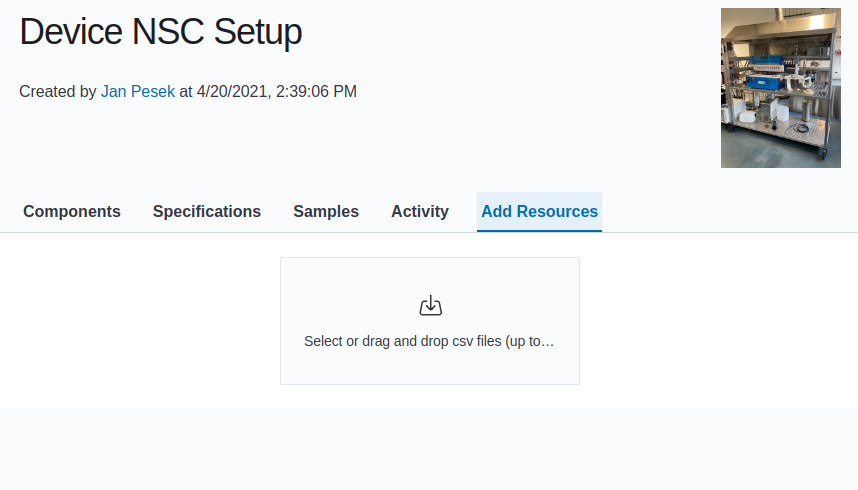 Device NSC Setup
Created by Jan Pesek at 4/20/2021, 2:39:06 PM
Components Specifications Samples Activity Add Resources
Select or drag and drop csv files (up to…